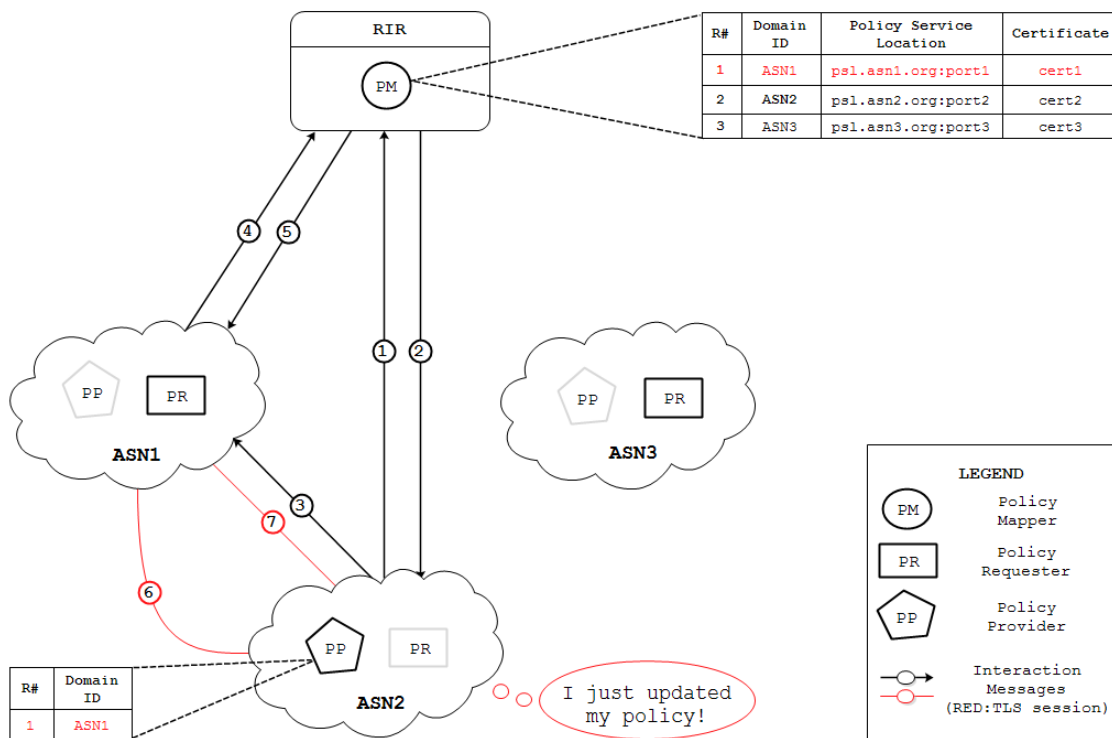 RIR
PM
R# Domain ID Policy Service Location Certificate
1 ASN1 psl.asn1.org:port1 cert1
2 ASN2 psl.asn2.org:port2 cert2
3 ASN3 psl.asn3.org:port3 cert3
4
5
1
2
PP
PR
ASN1
PP
PR
ASN3
3
7
6
PP
PR
ASN2
I just updated
my policy!
R# Domain ID
1 ASN1
LEGEND
PM
Policy
Mapper
PR
Policy
Requester
PP
Policy
Provider
Interaction
Messages
(RED:TLS session)